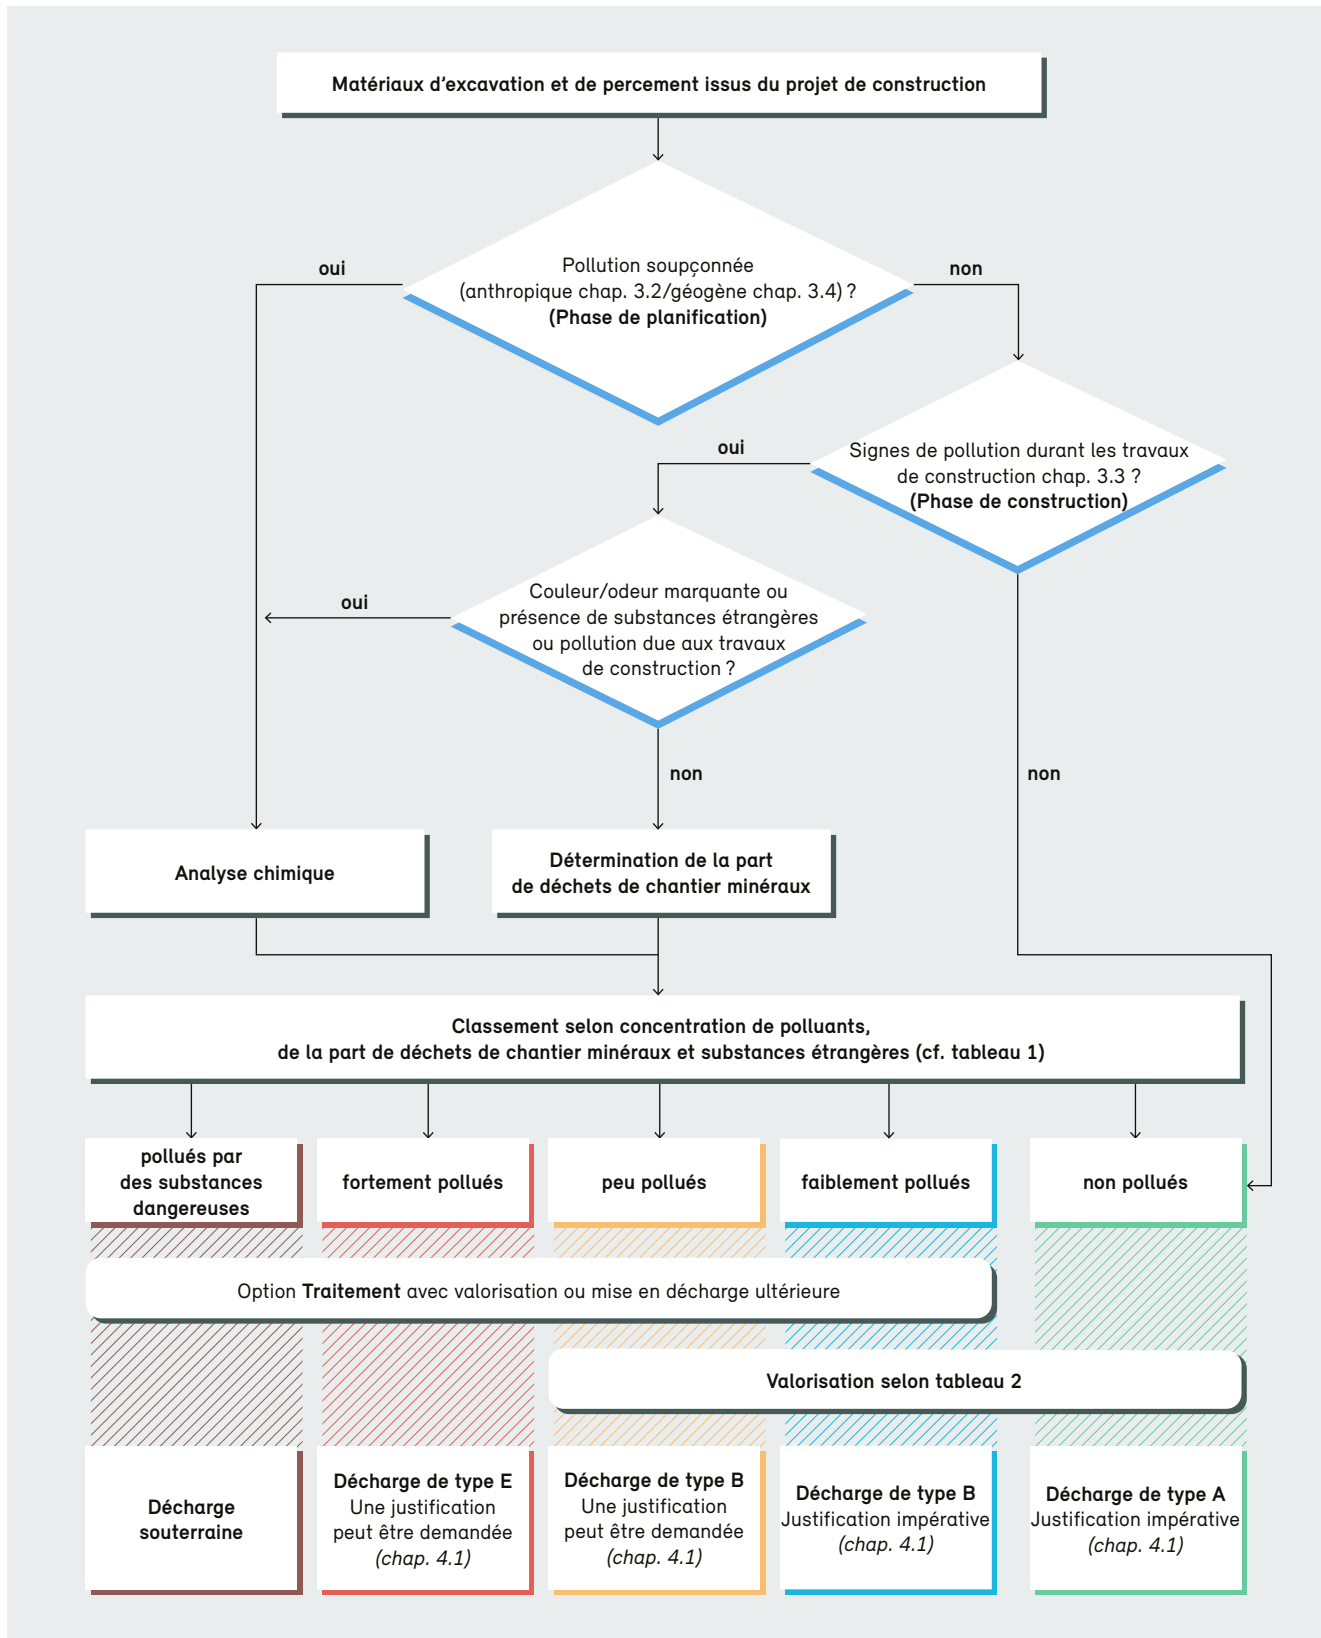 Matériaux d'excavation et de percement issus du projet de construction
Pollution soupçonnée
(anthropique chap. 3.2/géogène chap. 3.4) ?
(Phase de planification)
oui
non
Signes de pollution durant les travaux
de construction chap. 3.3 ?
(Phase de construction)
oui
Couleur/odeur marquante ou
présence de substances étrangères
ou pollution due aux travaux
de construction ?
oui
non
non
Analyse chimique
Détermination de la part
de déchets de chantier minéraux
Classement selon concentration de polluants,
de la part de déchets de chantier minéraux et substances étrangères (cf. tableau 1)
pollués par
des substances
dangereuses
fortement pollués
peu pollués
faiblement pollués
non pollués
Option Traitement avec valorisation ou mise en décharge ultérieure
Valorisation selon tableau 2
Décharge
souterraine
Décharge de type E
Une justification
peut être demandée
(chap. 4.1)
Décharge de type B
Une justification
peut être demandée
(chap. 4.1)
Décharge de type B
Justification impérative
(chap. 4.1)
Décharge de type A
Justification impérative
(chap. 4.1)